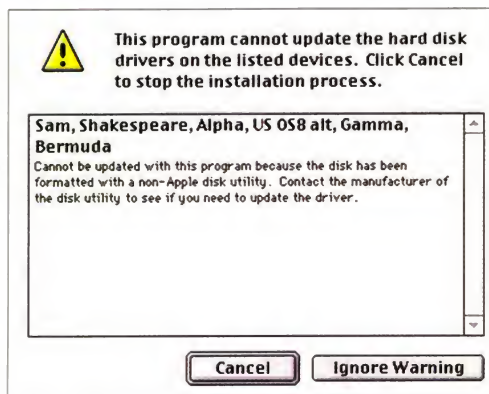 This program cannot update the hard disk
drivers on the listed devices. Click Cancel
to stop the installation process.
Sam, Shakespeare, Alpha, US OS8 alt, Gamma,
Bermuda
Cannot be updated with this program because the disk has been
formatted with a non-Apple disk utility. Contact the manufacturer of
the disk utility to see if you need to update the driver.
Cancel
Ignore Warning